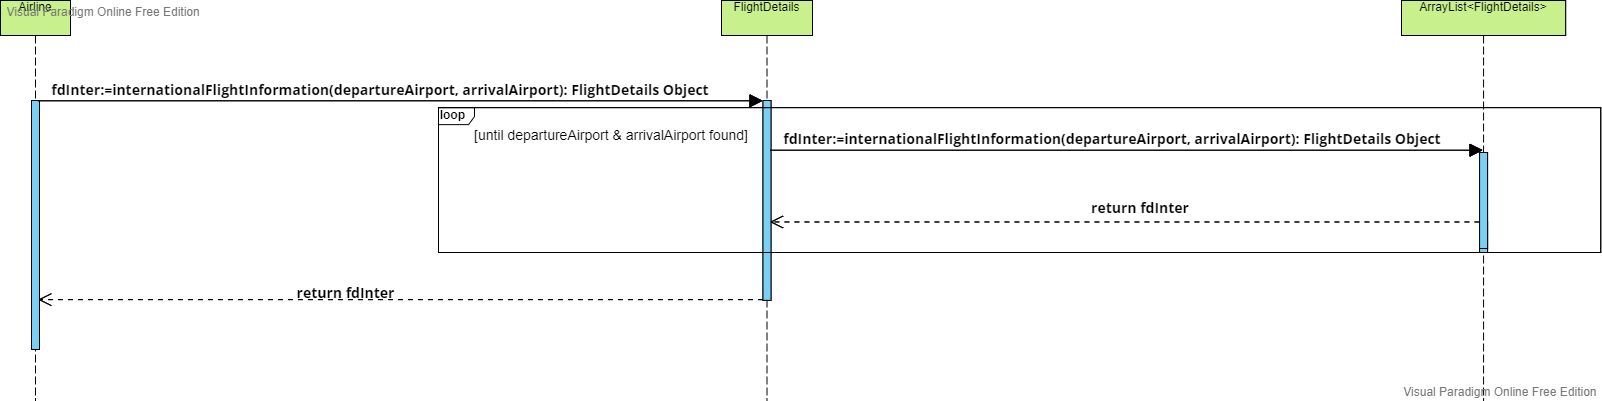 Airline
Visual Paradigm Online Free Edition
FlightDetails
ArrayList<FlightDetails>
fdInter:=internationalFlightInformation(departureAirport, arrivalAirport): FlightDetails Object
loop
[until departureAirport & arrivalAirport found]
fdInter:=internationalFlightInformation(departureAirport, arrivalAirport): FlightDetails Object
return fdInter
return fdInter
Visual Paradigm Online Free Edition